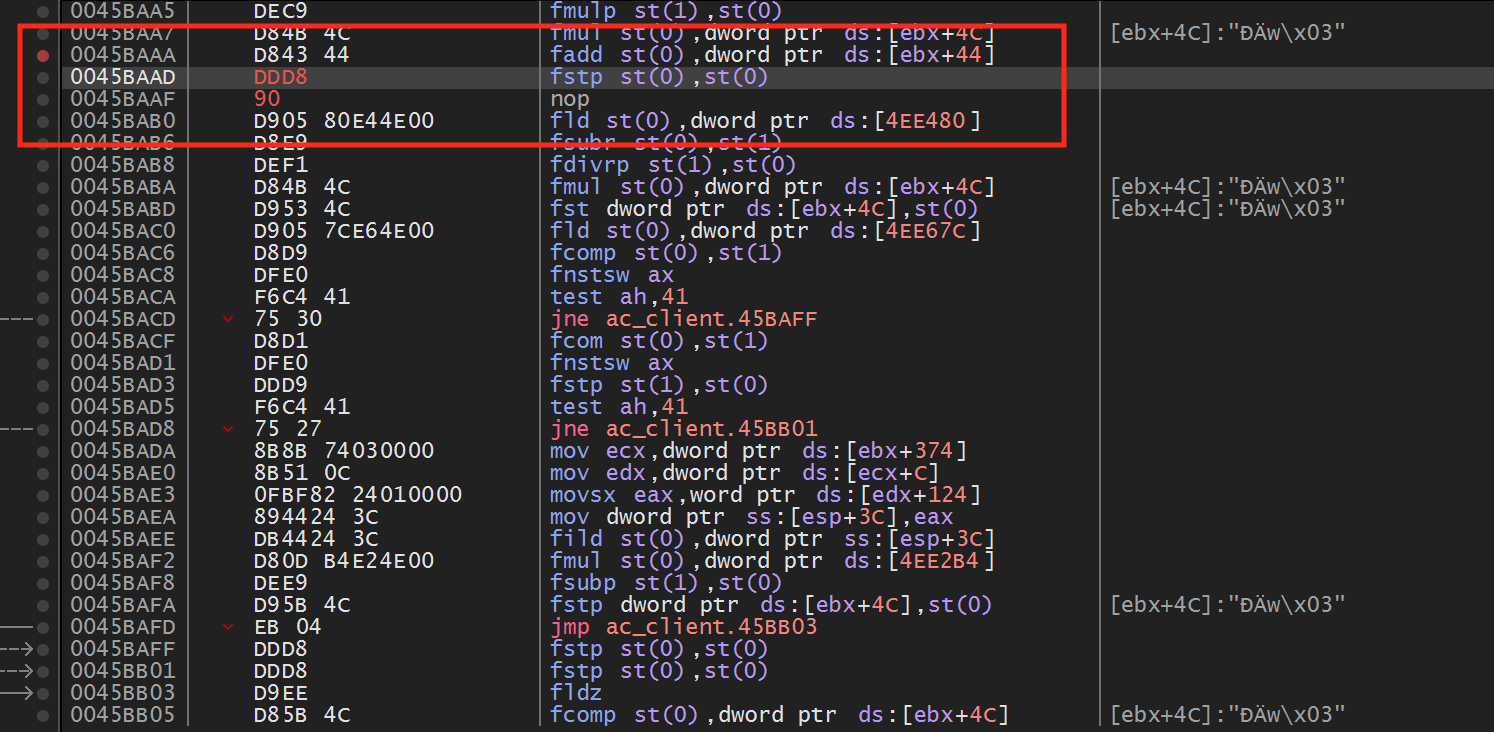 0045BAA5 DEC9 fmulp st(1),st(0)
0045BAA7 D84B 4C fmul st(0),dword ptr ds:[ebx+4C] [ebx+4C]:"ÐÄw\x03"
0045BAAA D843 44 fadd st(0),dword ptr ds:[ebx+44]
0045BAAD DDD8 fstp st(0),st(0)
0045BAAF 90 nop
0045BAB0 D905 80E44E00 fld st(0),dword ptr ds:[4EE480]
0045BAB6 D8E9 fsubr st(0),st(1)
0045BAB8 DEF1 fdivrp st(1),st(0)
0045BABA D84B 4C fmul st(0),dword ptr ds:[ebx+4C] [ebx+4C]:"ÐÄw\x03"
0045BABD D953 4C fst dword ptr ds:[ebx+4C],st(0) [ebx+4C]:"ÐÄw\x03"
0045BAC0 D905 7CE64E00 fld st(0),dword ptr ds:[4EE67C]
0045BAC6 D8D9 fcomp st(0),st(1)
0045BAC8 DFE0 fnstsw ax
0045BACA F6C4 41 test ah,41
0045BACD 75 30 jne ac_client.45BAFF
0045BACF D8D1 fcom st(0),st(1)
0045BAD1 DFE0 fnstsw ax
0045BAD3 DDD9 fstp st(1),st(0)
0045BAD5 F6C4 41 test ah,41
0045BAD8 75 27 jne ac_client.45BB01
0045BADA 8B8B 74030000 mov ecx,dword ptr ds:[ebx+374]
0045BAE0 8B51 0C mov edx,dword ptr ds:[ecx+C]
0045BAE3 0FBF82 24010000 movsx eax,word ptr ds:[edx+124]
0045BAEA 894424 3C mov dword ptr ss:[esp+3C],eax
0045BAEE DB4424 3C fild st(0),dword ptr ss:[esp+3C]
0045BAF2 D80D B4E24E00 fmul st(0),dword ptr ds:[4EE2B4]
0045BAF8 DEE9 fsubp st(1),st(0)
0045BAFA D95B 4C fstp dword ptr ds:[ebx+4C],st(0) [ebx+4C]:"ÐÄw\x03"
0045BAFD EB 04 jmp ac_client.45BB03
0045BAFF DDD8 fstp st(0),st(0)
0045BB01 DDD8 fstp st(0),st(0)
0045BB03 D9EE fldz
0045BB05 D85B 4C fcomp st(0),dword ptr ds:[ebx+4C] [ebx+4C]:"ÐÄw\x03"